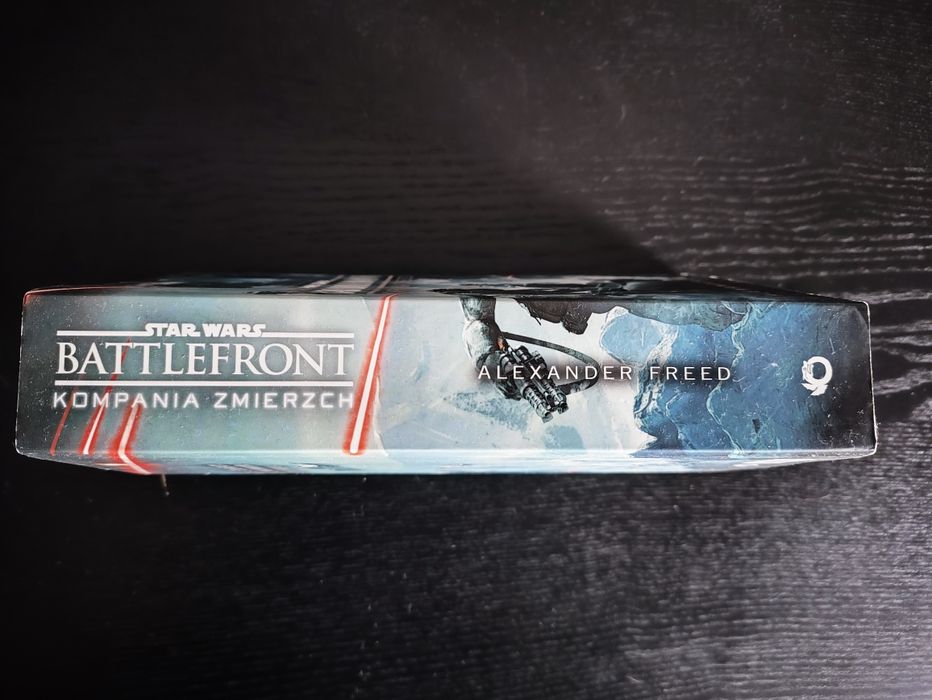 STAR WARS
BATTLEFRONT
KOMPANIA ZMIERZCH
ALEXANDER FREED